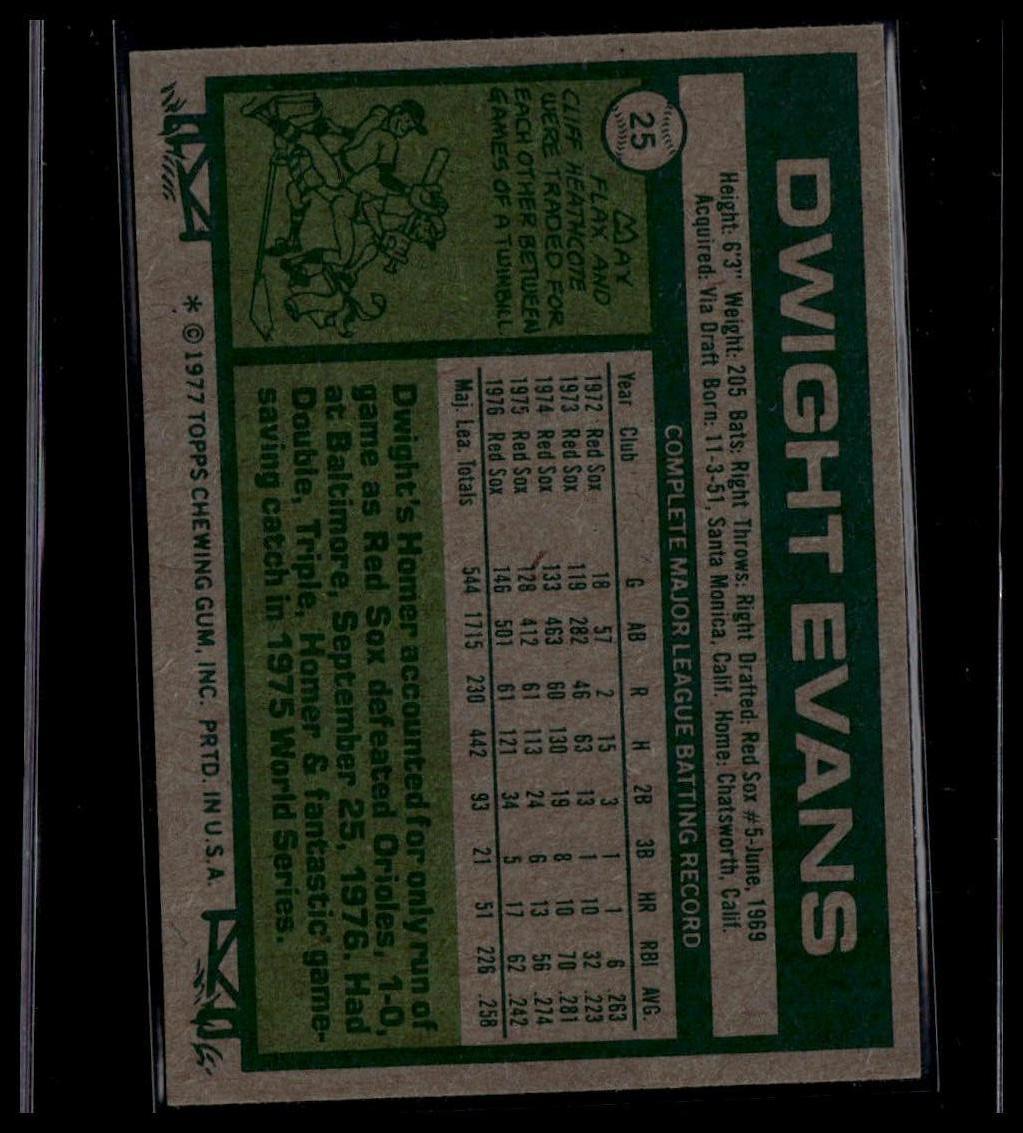 DWIGHT EVANS
Height: 6'3" Weight: 205 Bats: Right Throws: Right Drafted: Red Sox #5-June, 1969
Acquired: Via Draft Born: 11-3-51, Santa Monica, Calif. Home: Chatsworth, Calif.
25
COMPLETE MAJOR LEAGUE BATTING RECORD
MAY
FLAX AND
CLIFF HEATHCOTE
WERE TRADED FOR
EACH OTHER BETWEEN
GAMES OF A TWINBILL
Year Club G AB R H 2B 3B HR RBI AVG.
1972 Red Sox 18 57 2 15 3 1 1 6 .263
1973 Red Sox 119 282 46 63 13 1 10 32 .223
1974 Red Sox 133 463 60 130 19 8 10 70 .281
1975 Red Sox 128 412 61 113 24 6 13 56 .274
1976 Red Sox 146 501 61 121 34 5 17 62 .242
Maj. Lea. Totals 544 1715 230 442 93 21 51 226 .258
Dwight's Homer accounted for only run of
game as Red Sox defeated Orioles, 1-0,
at Baltimore, September 25, 1976. Had
Double, Triple, Homer & fantastic game-
saving catch in 1975 World Series.
* ©1977 TOPPS CHEWING GUM, INC. PRTD. IN U.S.A.